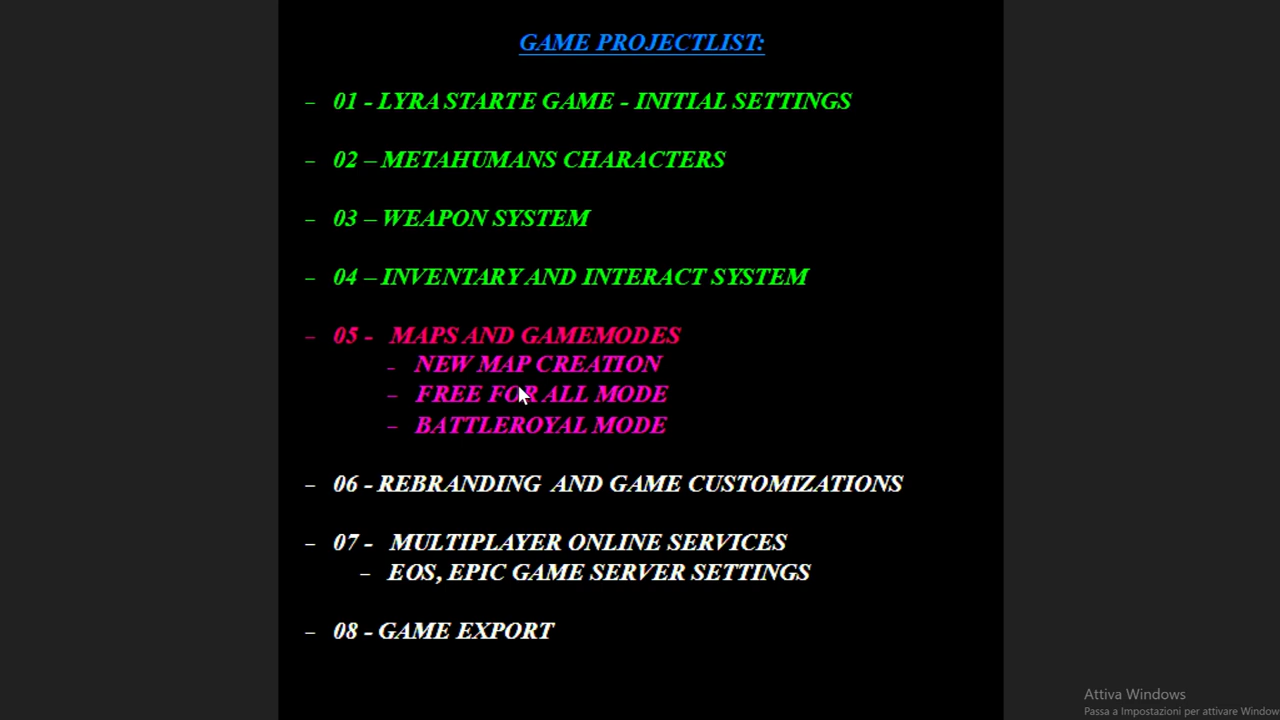 GAME PROJECTLIST:
– 01 - LYRA STARTE GAME - INITIAL SETTINGS
– 02 – METAHUMANS CHARACTERS
– 03 – WEAPON SYSTEM
– 04 – INVENTARY AND INTERACT SYSTEM
– 05 - MAPS AND GAMEMODES
– NEW MAP CREATION
– FREE FOR ALL MODE
– BATTLEROYAL MODE
– 06 - REBRANDING AND GAME CUSTOMIZATIONS
– 07 - MULTIPLAYER ONLINE SERVICES
– EOS, EPIC GAME SERVER SETTINGS
– 08 - GAME EXPORT
Attiva Windows
Passa a Impostazioni per attivare Window